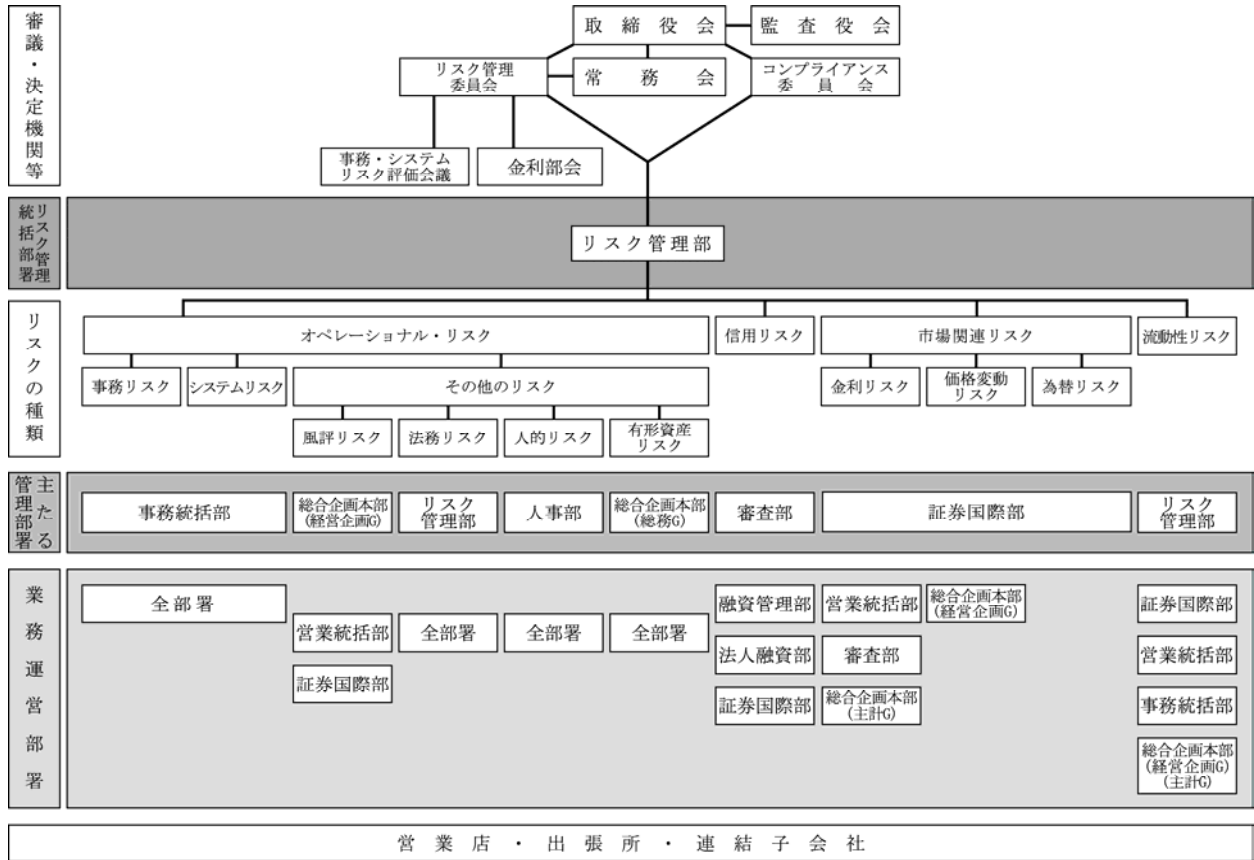 審議・決定機関等
取締役会
監査役会
リスク管理
委員会
常務会
コンプライアンス
委員会
事務・システム
リスク評価会議
金利部会
リスク管理
統括部署
リスク管理部
リスクの種類
オペレーショナル・リスク
信用リスク
市場関連リスク
流動性リスク
事務リスク
システムリスク
その他のリスク
金利リスク
価格変動
リスク
為替リスク
風評リスク
法務リスク
人的リスク
有形資産
リスク
主たる
管理部署
事務統括部
総合企画本部
(経営企画G)
リスク
管理部
人事部
総合企画本部
(総務G)
審査部
証券国際部
リスク
管理部
業務運営部署
全部署
営業統括部
証券国際部
全部署
全部署
全部署
融資管理部
法人融資部
証券国際部
営業統括部
審査部
総合企画本部
(主計G)
総合企画本部
(経営企画G)
証券国際部
営業統括部
事務統括部
総合企画本部
(経営企画G)
(主計G)
営業店・出張所・連結子会社